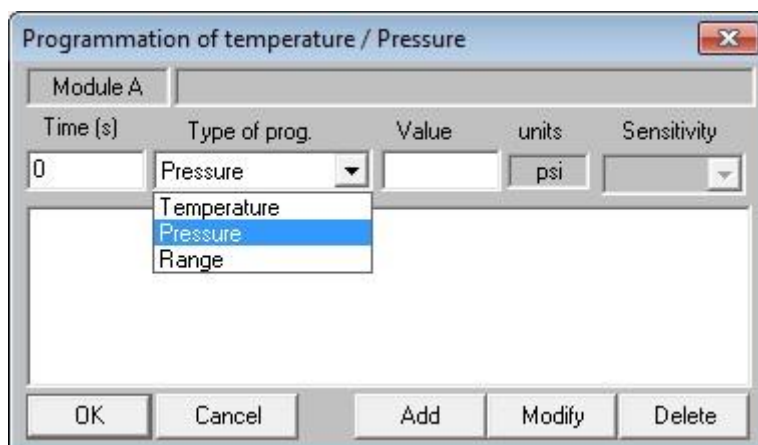 Programmation of temperature / Pressure
Module A
Time (s) Type of prog. Value units Sensitivity
0 Pressure psi
Temperature
Pressure
Range
OK Cancel Add Modify Delete